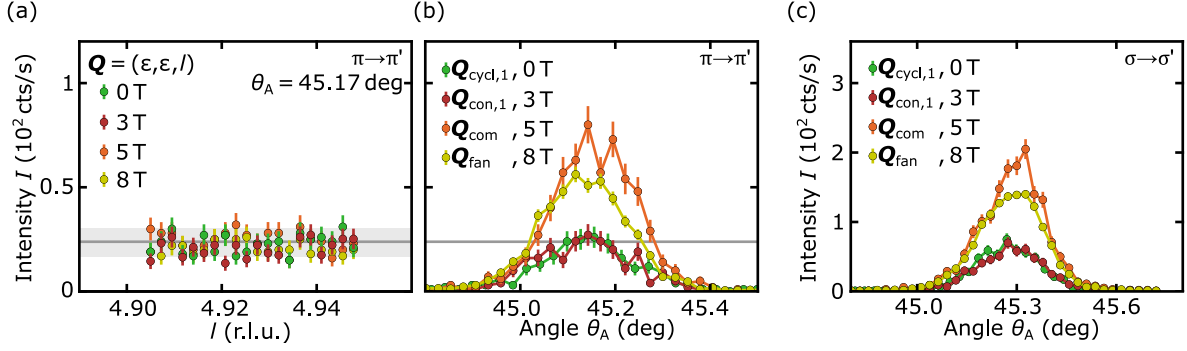 (a)
Intensity I (10² cts/s)
1
0.5
0
Q = (ε,ε,l)
π→π'
θA = 45.17 deg
0 T
3 T
5 T
8 T
4.90
4.92
4.94
l (r.l.u.)
(b)
π→π'
Qcycl,1 , 0 T
Qcon,1 , 3 T
Qcom , 5 T
Qfan , 8 T
45.0
45.2
45.4
Angle θA (deg)
(c)
Intensity I (10² cts/s)
3
2
1
0
σ→σ'
Qcycl,1 , 0 T
Qcon,1 , 3 T
Qcom , 5 T
Qfan , 8 T
45.0
45.3
45.6
Angle θA (deg)